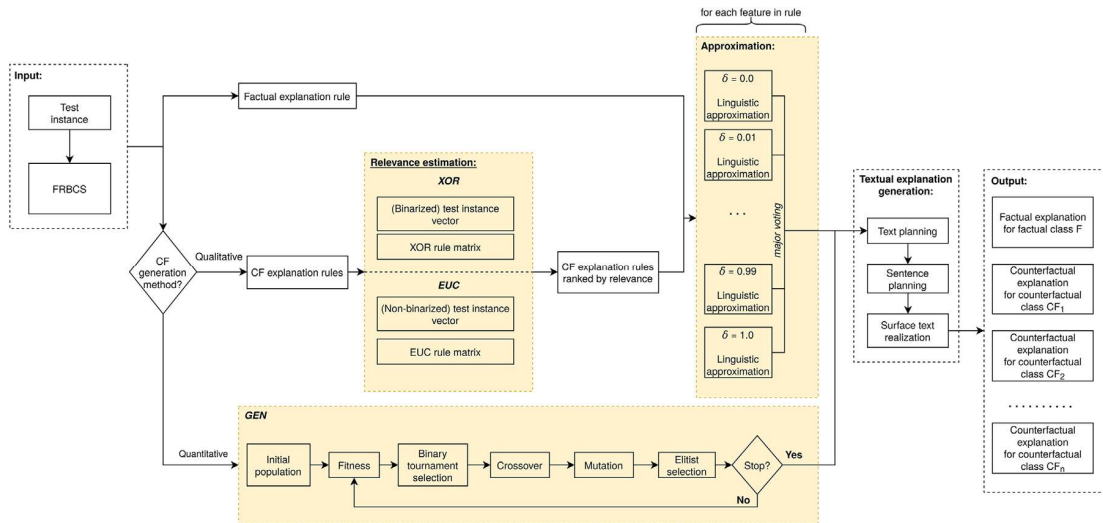 for each feature in rule
Input:
Test
instance
FRBCS
Factual explanation rule
CF
generation
method?
Qualitative
CF explanation rules
Relevance estimation:
XOR
(Binarized) test instance
vector
XOR rule matrix
EUC
(Non-binarized) test instance
vector
EUC rule matrix
CF explanation rules
ranked by relevance
Approximation:
δ = 0.0
Linguistic
approximation
δ = 0.01
Linguistic
approximation
. . .
δ = 0.99
Linguistic
approximation
δ = 1.0
Linguistic
approximation
major voting
Quantitative
GEN
Initial
population
Fitness
Binary
tournament
selection
Crossover
Mutation
Elitist
selection
Stop?
Yes
No
Textual explanation
generation:
Text planning
Sentence
planning
Surface text
realization
Output:
Factual explanation
for factual class F
Counterfactual
explanation
for counterfactual
class CF1
Counterfactual
explanation
for counterfactual
class CF2
. . . . . . . . . .
Counterfactual
explanation
for counterfactual
class CFn